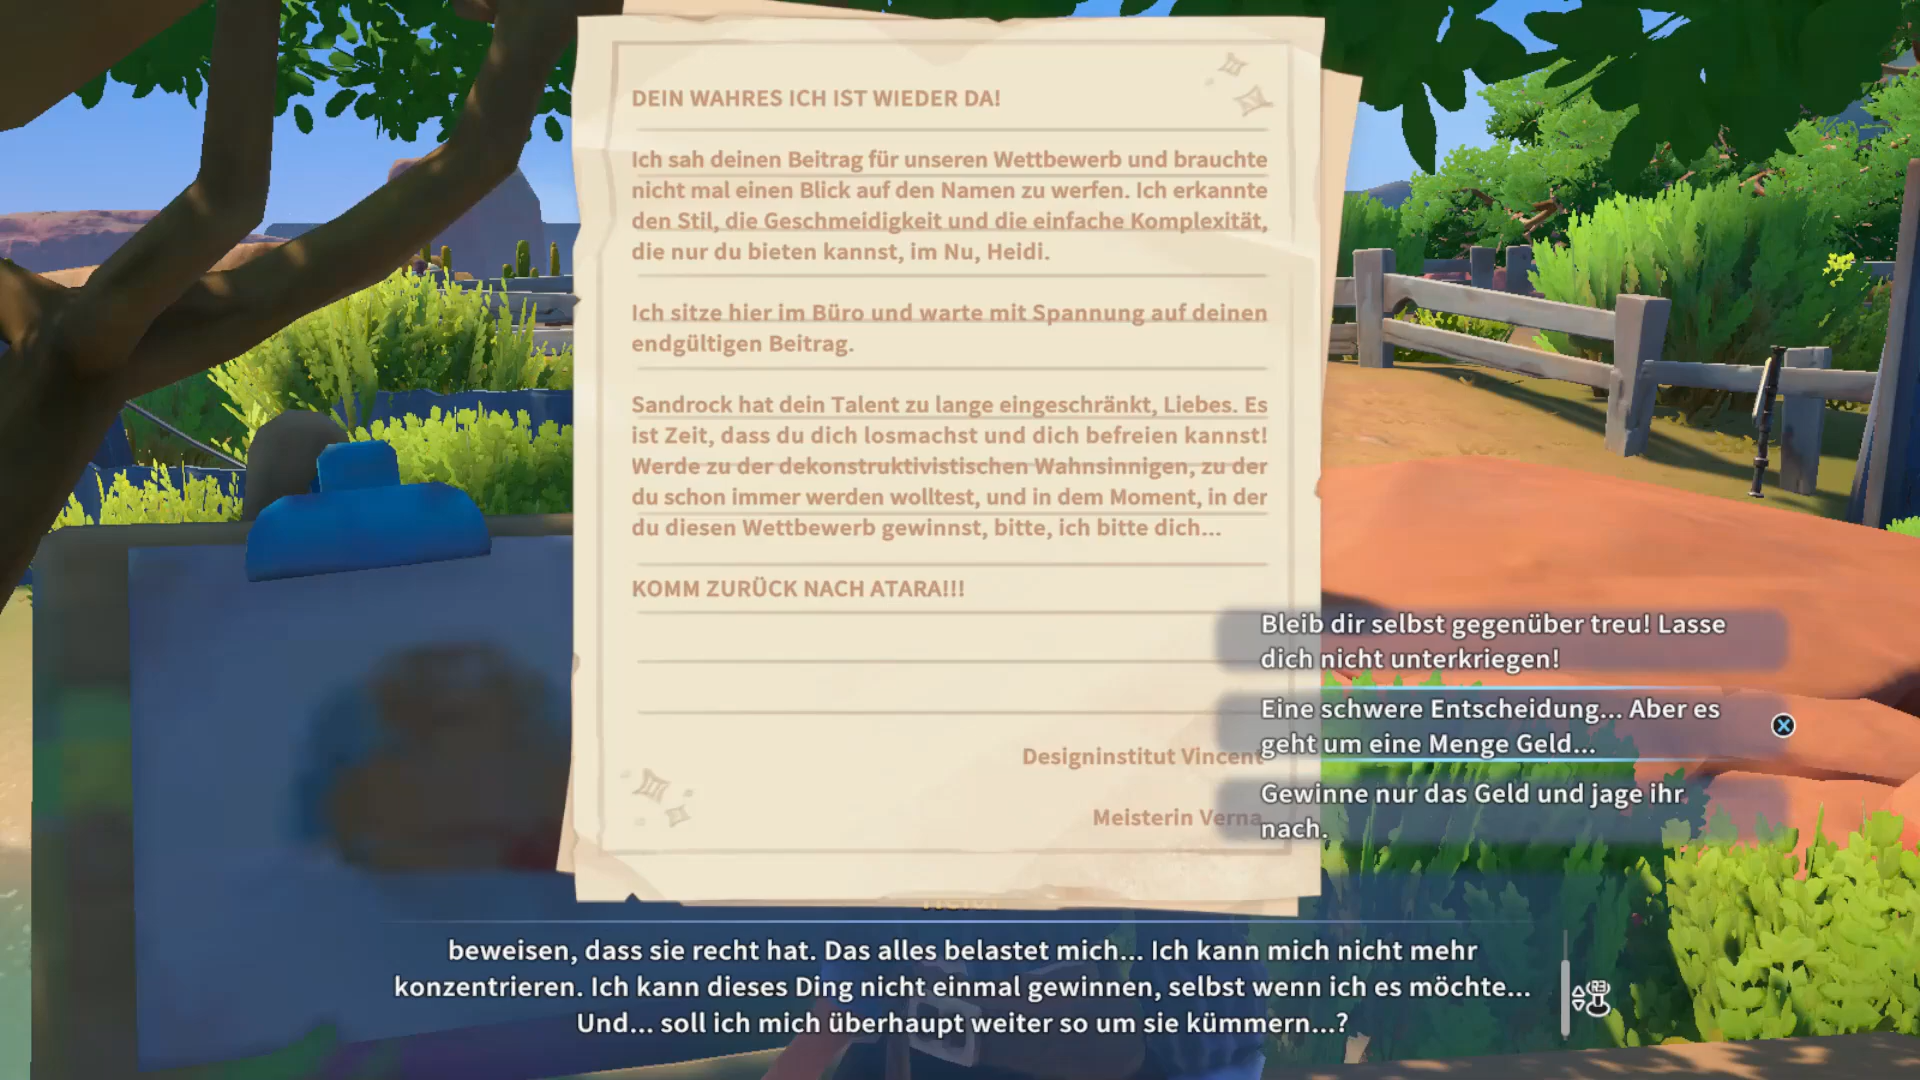 DEIN WAHRES ICH IST WIEDER DA!
Ich sah deinen Beitrag für unseren Wettbewerb und brauchte
nicht mal einen Blick auf den Namen zu werfen. Ich erkannte
den Stil, die Geschmeidigkeit und die einfache Komplexität,
die nur du bieten kannst, im Nu, Heidi.
Ich sitze hier im Büro und warte mit Spannung auf deinen
endgültigen Beitrag.
Sandrock hat dein Talent zu lange eingeschränkt, Liebes. Es
ist Zeit, dass du dich losmachst und dich befreien kannst!
Werde zu der dekonstruktivistischen Wahnsinnigen, zu der
du schon immer werden wolltest, und in dem Moment, in der
du diesen Wettbewerb gewinnst, bitte, ich bitte dich...
KOMM ZURÜCK NACH ATARA!!!
Designinstitut Vincent
Meisterin Verna
Bleib dir selbst gegenüber treu! Lasse
dich nicht unterkriegen!
Eine schwere Entscheidung... Aber es
geht um eine Menge Geld...
Gewinne nur das Geld und jage ihr
nach.
beweisen, dass sie recht hat. Das alles belastet mich... Ich kann mich nicht mehr
konzentrieren. Ich kann dieses Ding nicht einmal gewinnen, selbst wenn ich es möchte...
Und... soll ich mich überhaupt weiter so um sie kümmern...?
R3